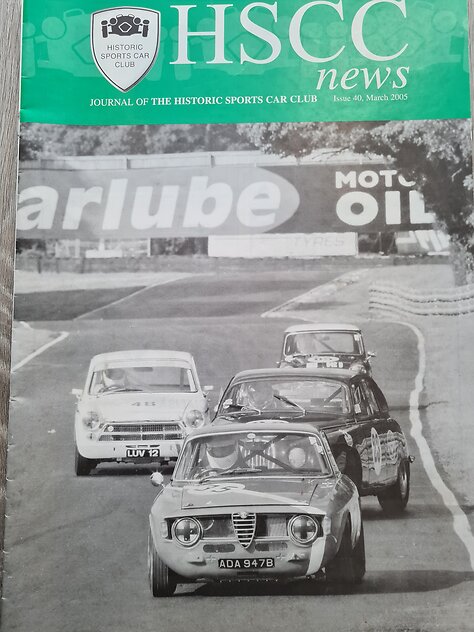 HISTORIC
SPORTS CAR
CLUB
HSCC
news
JOURNAL OF THE HISTORIC SPORTS CAR CLUB
Issue 40, March 2005
arlube
MOTO
OIL
TYRES
48
LUV 12
ADA 947B